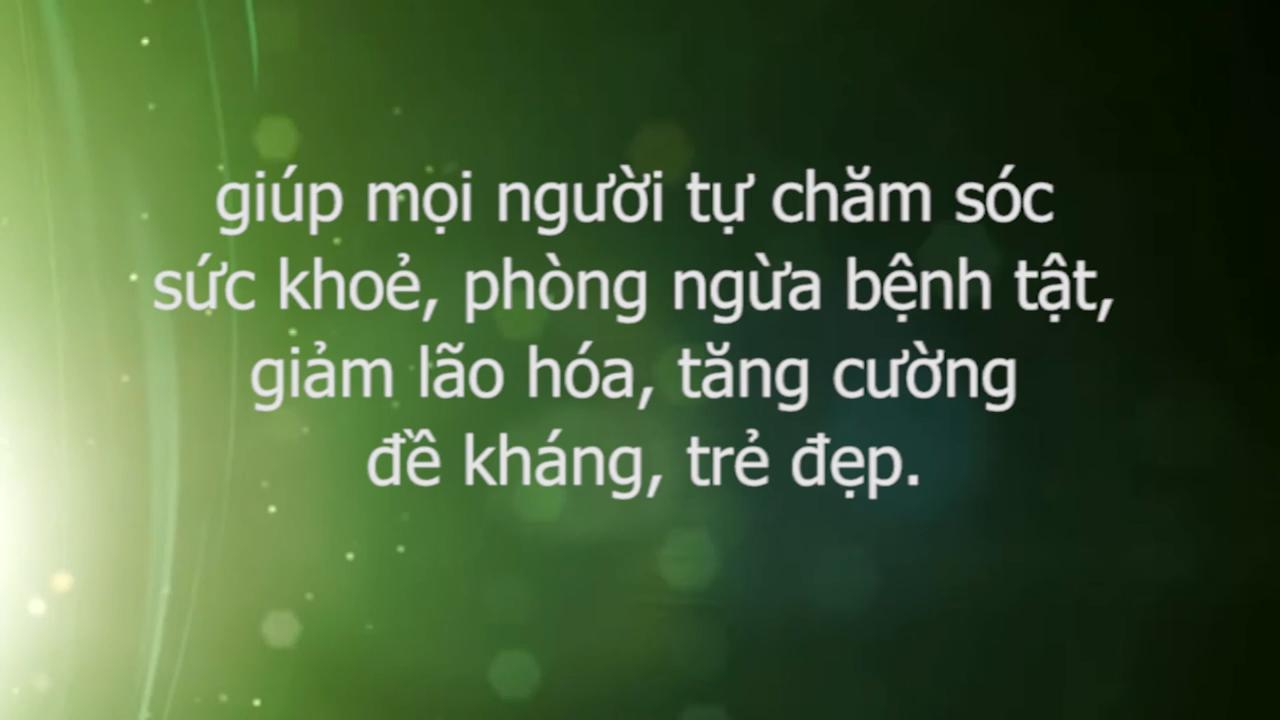 giúp mọi người tự chăm sóc
sức khoẻ, phòng ngừa bệnh tật,
giảm lão hóa, tăng cường
đề kháng, trẻ đẹp.